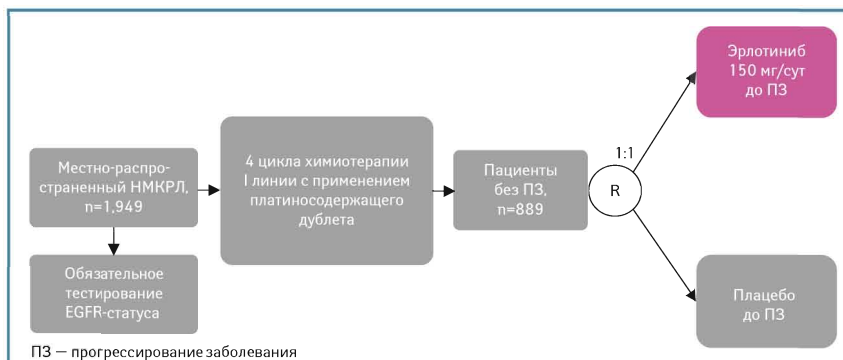 Местно-распро-
страненный НМКРЛ,
n=1,949
Обязательное
тестирование
EGFR-статуса
4 цикла химиотерапии
I линии с применением
платиносодержащего
дублета
Пациенты
без ПЗ,
n=889
R
1:1
Эрлотиниб
150 мг/сут
до ПЗ
Плацебо
до ПЗ
ПЗ — прогрессирование заболевания